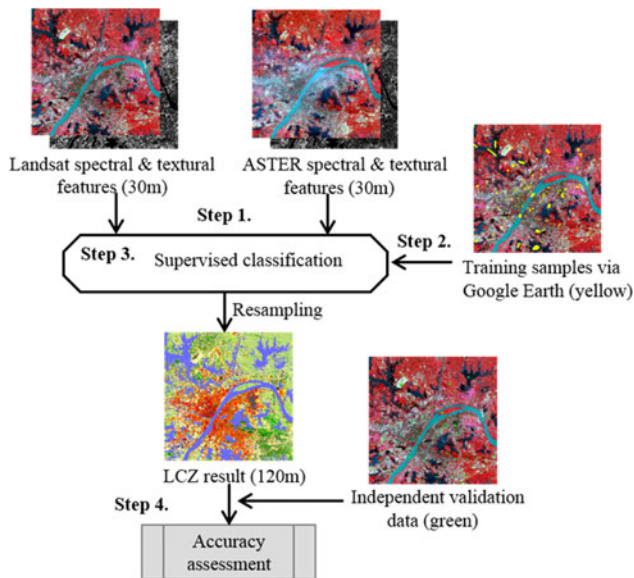 Landsat spectral & textural
features (30m)
ASTER spectral & textural
features (30m)
Step 1.
Step 2.
Training samples via
Google Earth (yellow)
Step 3.
Supervised classification
Resampling
LCZ result (120m)
Independent validation
data (green)
Step 4.
Accuracy
assessment